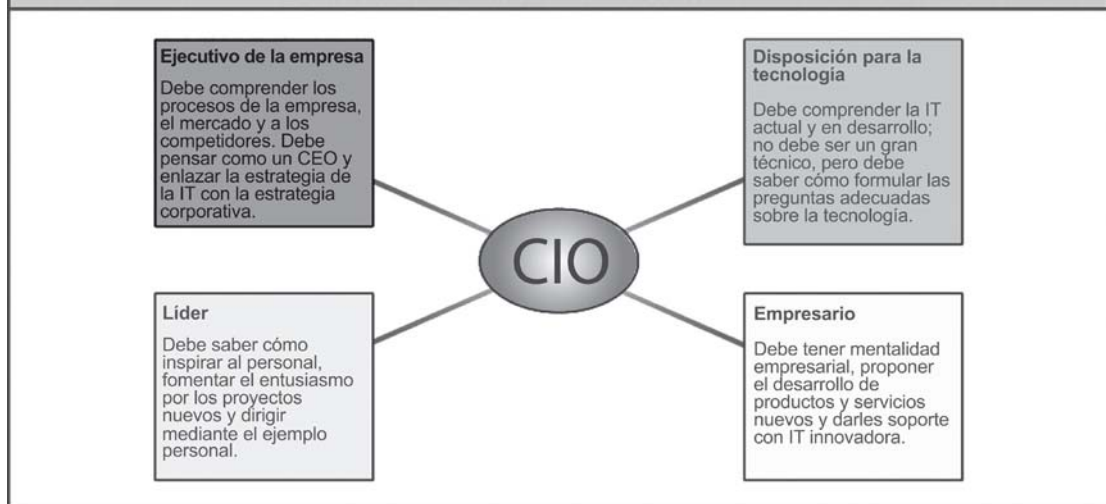 Ejecutivo de la empresa
Debe comprender los
procesos de la empresa,
el mercado y a los
competidores. Debe
pensar como un CEO y
enlazar la estrategia de
la IT con la estrategia
corporativa.
Disposición para la
tecnología
Debe comprender la IT
actual y en desarrollo;
no debe ser un gran
técnico, pero debe
saber cómo formular las
preguntas adecuadas
sobre la tecnología.
CIO
Líder
Debe saber cómo
inspirar al personal,
fomentar el entusiasmo
por los proyectos
nuevos y dirigir
mediante el ejemplo
personal.
Empresario
Debe tener mentalidad
empresarial, proponer
el desarrollo de
productos y servicios
nuevos y darles soporte
con IT innovadora.